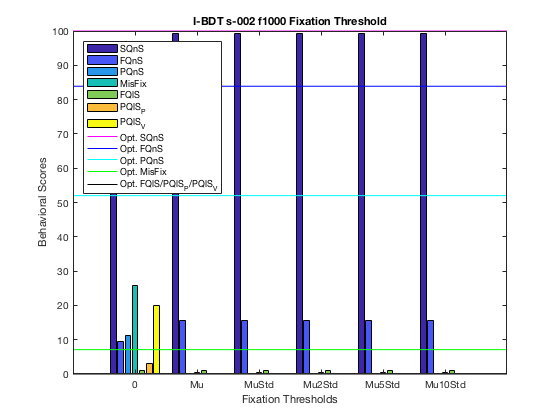 I-BDT s-002 f1000 Fixation Threshold
100
90
80
70
60
50
40
30
20
10
0
Behavioral Scores
SQnS
FQnS
PQnS
MisFix
FQIS
PQIS_P
PQIS_V
Opt. SQnS
Opt. FQnS
Opt. PQnS
Opt. MisFix
Opt. FQIS/PQIS_P/PQIS_V
0 Mu MuStd Mu2Std Mu5Std Mu10Std
Fixation Thresholds